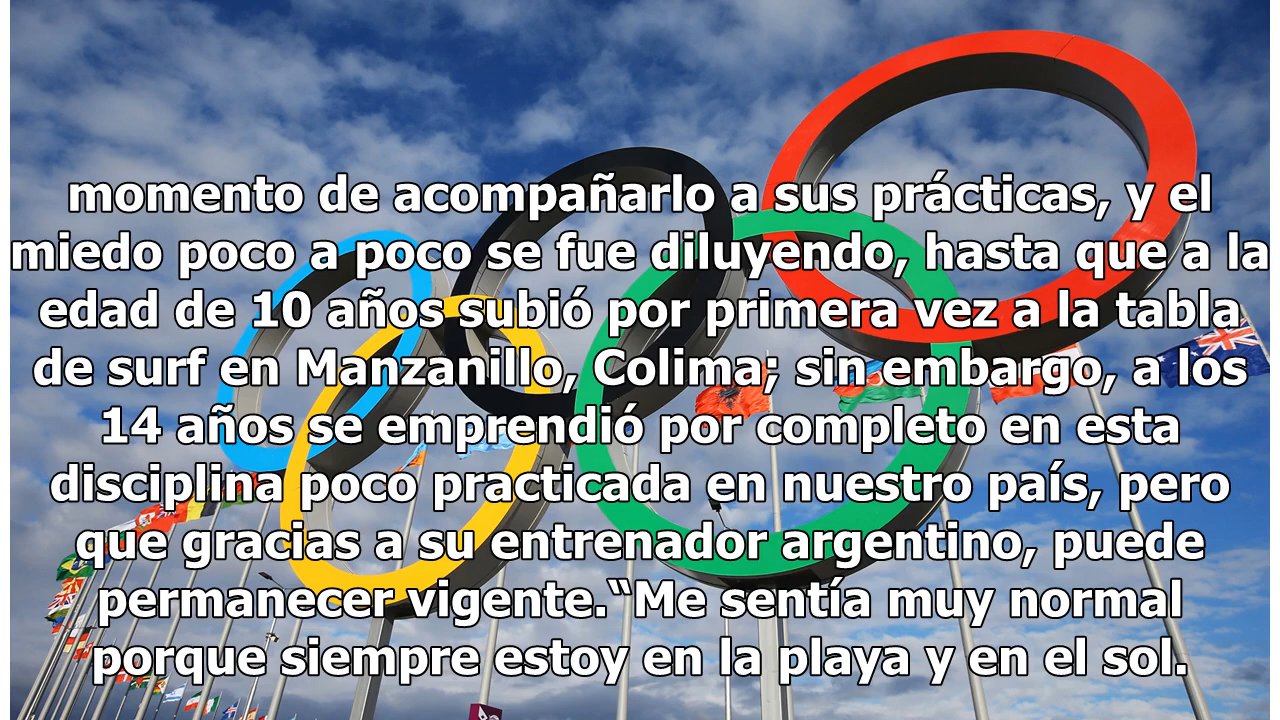 momento de acompañarlo a sus prácticas, y el
miedo poco a poco se fue diluyendo, hasta que a la
edad de 10 años subió por primera vez a la tabla
de surf en Manzanillo, Colima; sin embargo, a los
14 años se emprendió por completo en esta
disciplina poco practicada en nuestro país, pero
que gracias a su entrenador argentino, puede
permanecer vigente.“Me sentía muy normal
porque siempre estoy en la playa y en el sol.